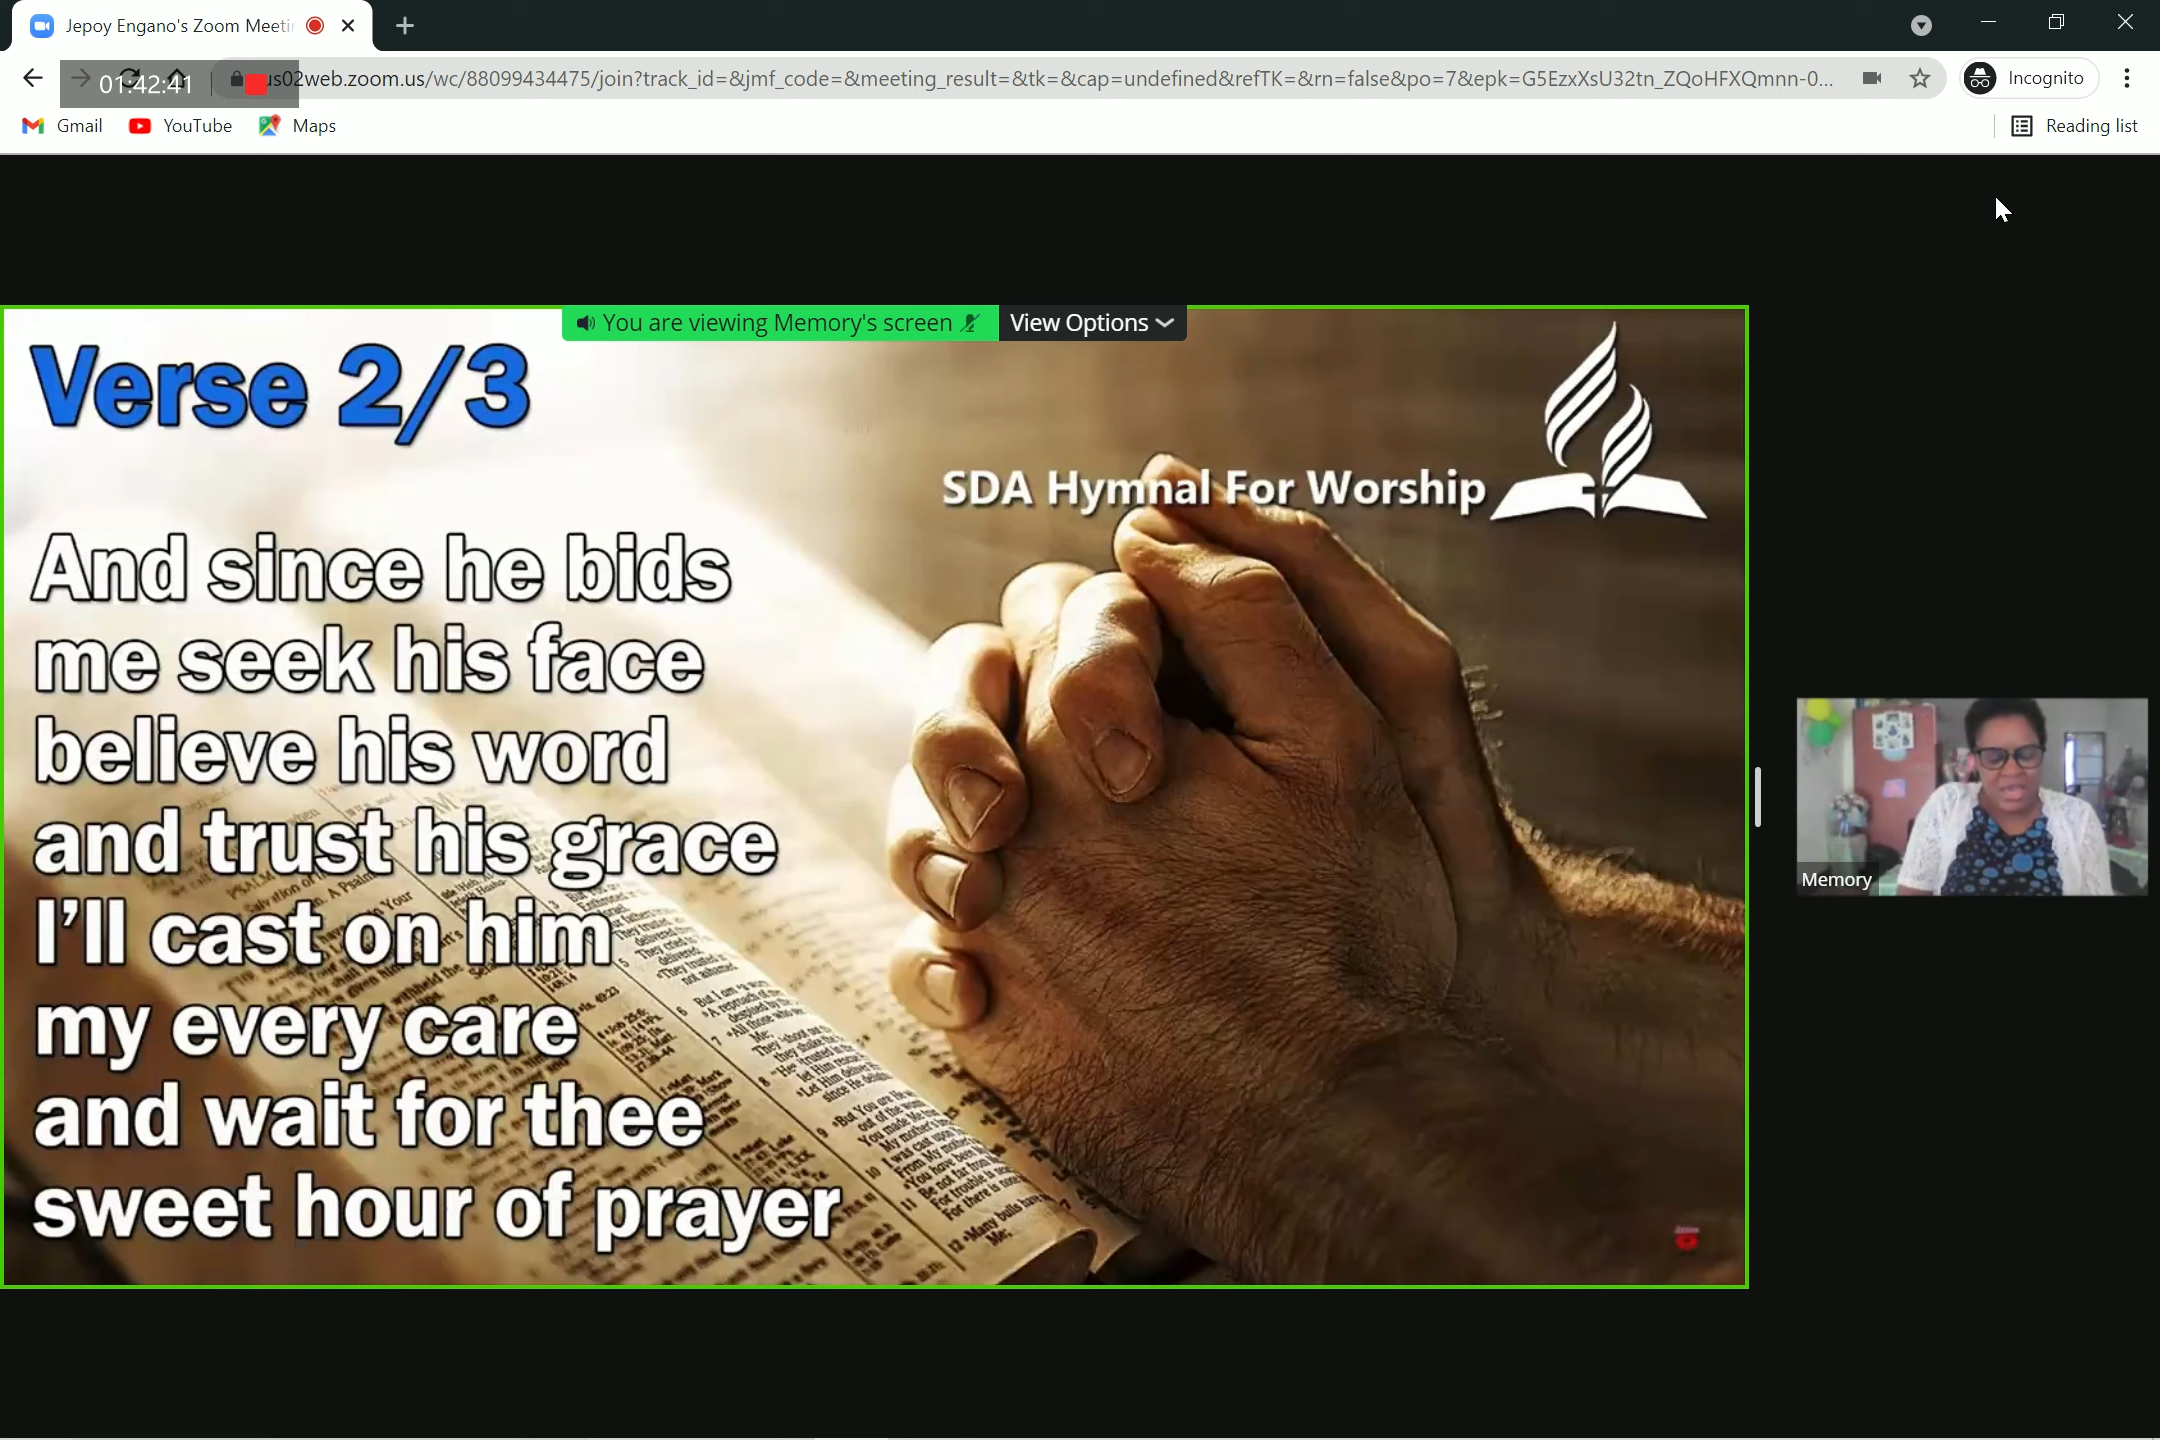 Jepoy Engano's Zoom Meeti
01:42:41
us02web.zoom.us/wc/88099434475/join?track_id=&jmf_code=&meeting_result=&tk=&cap=undefined&refTK=&rn=false&po=7&epk=G5EzxXsU32tn_ZQoHFXQmnn-0...
Incognito
Gmail YouTube Maps
Reading list
You are viewing Memory's screen View Options
Verse 2/3
SDA Hymnal For Worship
And since he bids
me seek his face
believe his word
and trust his grace
I'll cast on him
my every care
and wait for thee
sweet hour of prayer
Memory